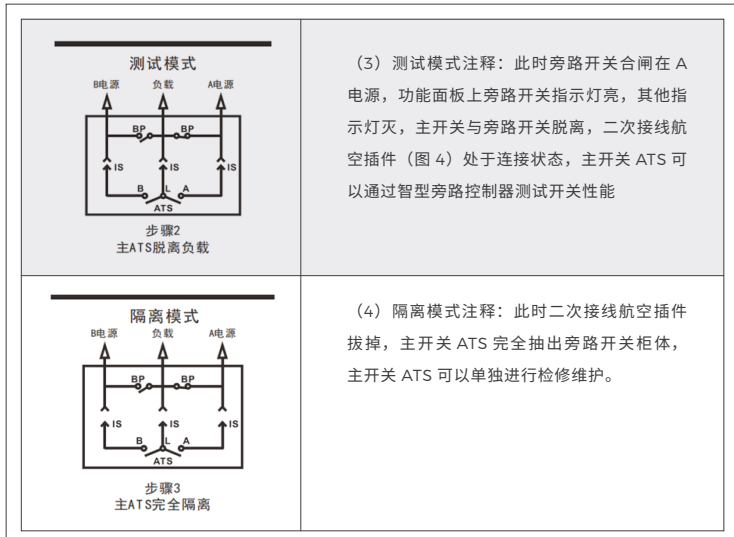 测试模式
B电源 负载 A电源
BP BP
IS IS IS
B L A
ATS
步骤2
主ATS脱离负载
（3）测试模式注释：此时旁路开关合闸在 A
电源，功能面板上旁路开关指示灯亮，其他指
示灯灭，主开关与旁路开关脱离，二次接线航
空插件（图 4）处于连接状态，主开关 ATS 可
以通过智型旁路控制器测试开关性能
隔离模式
B电源 负载 A电源
BP BP
IS IS IS
B L A
ATS
步骤3
主ATS完全隔离
（4）隔离模式注释：此时二次接线航空插件
拔掉，主开关 ATS 完全抽出旁路开关柜体，
主开关 ATS 可以单独进行检修维护。